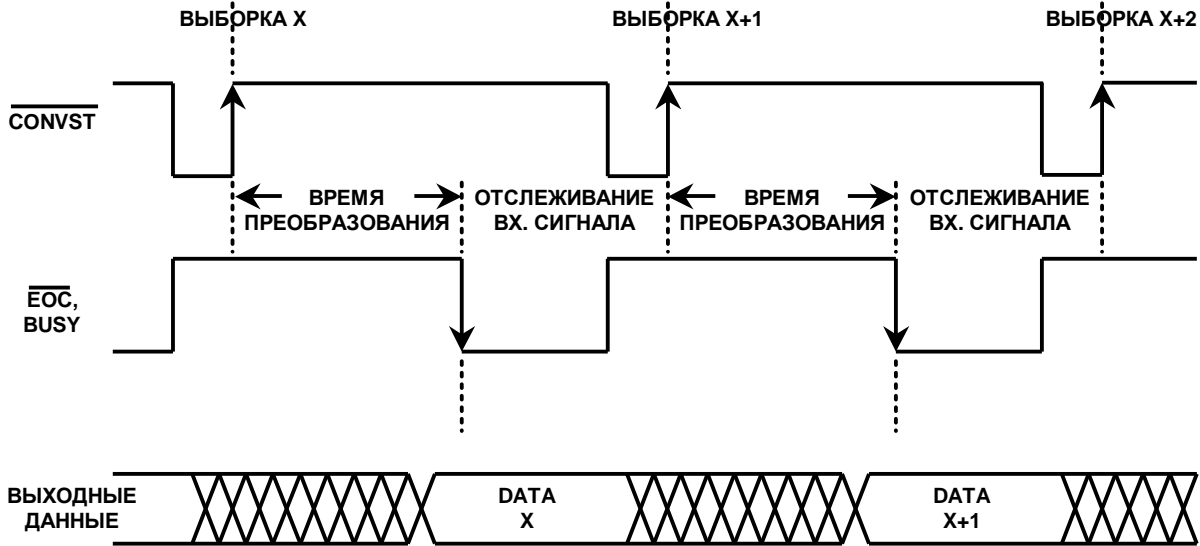 ВЫБОРКА X
ВЫБОРКА X+1
ВЫБОРКА X+2
CONVST
ВРЕМЯ
ПРЕОБРАЗОВАНИЯ
ОТСЛЕЖИВАНИЕ
ВХ. СИГНАЛА
ВРЕМЯ
ПРЕОБРАЗОВАНИЯ
ОТСЛЕЖИВАНИЕ
ВХ. СИГНАЛА
EOC,
BUSY
ВЫХОДНЫЕ
ДАННЫЕ
DATA
X
DATA
X+1